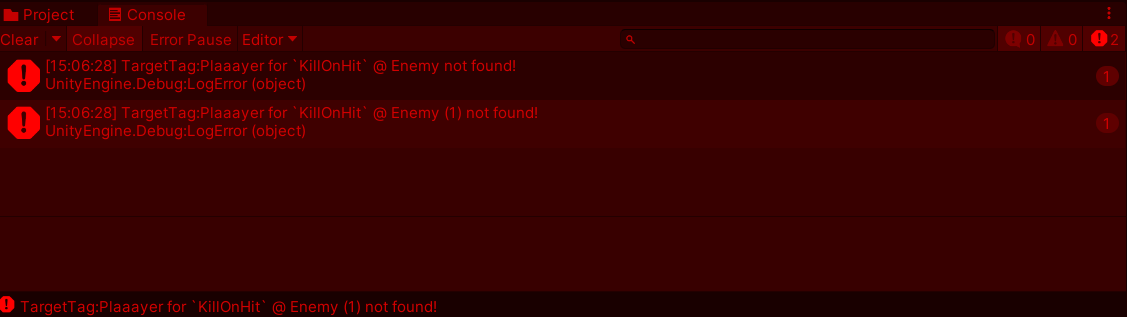 Project
Console
Clear
Collapse
Error Pause
Editor
0
0
2
[15:06:28] TargetTag:Plaaayer for `KillOnHit` @ Enemy not found!
UnityEngine.Debug:LogError (object)
1
[15:06:28] TargetTag:Plaaayer for `KillOnHit` @ Enemy (1) not found!
UnityEngine.Debug:LogError (object)
1
TargetTag:Plaaayer for `KillOnHit` @ Enemy (1) not found!